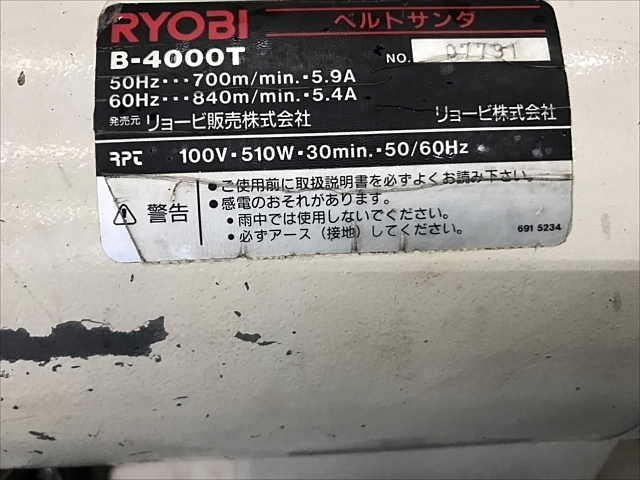 RYOBI ベルトサンダ
B-4000T NO. 07791
50Hz･･･700m/min.･5.9A
60Hz･･･840m/min.･5.4A
発売元 リョービ販売株式会社 リョービ株式会社
RPT 100V･510W･30min.･50/60Hz
⚠ 警告
●ご使用前に取扱説明書を必ずよくお読み下さい。
●感電のおそれがあります。
•雨中では使用しないでください。
•必ずアース（接地）してください。
691 5234